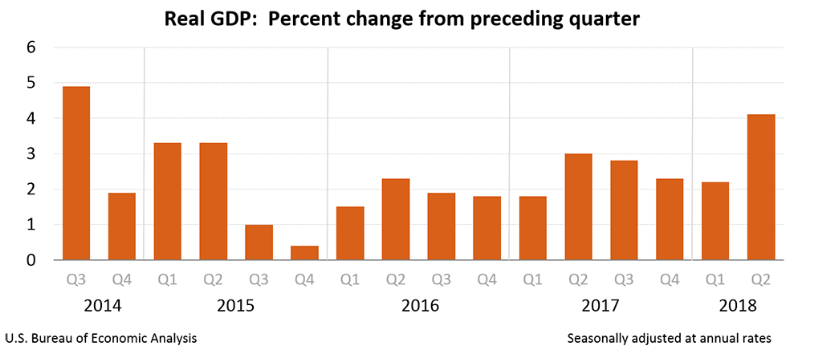 Real GDP:  Percent change from preceding quarter
6
5
4
3
2
1
0
Q3 Q4 Q1 Q2 Q3 Q4 Q1 Q2 Q3 Q4 Q1 Q2 Q3 Q4 Q1 Q2
2014 2015 2016 2017 2018
U.S. Bureau of Economic Analysis Seasonally adjusted at annual rates